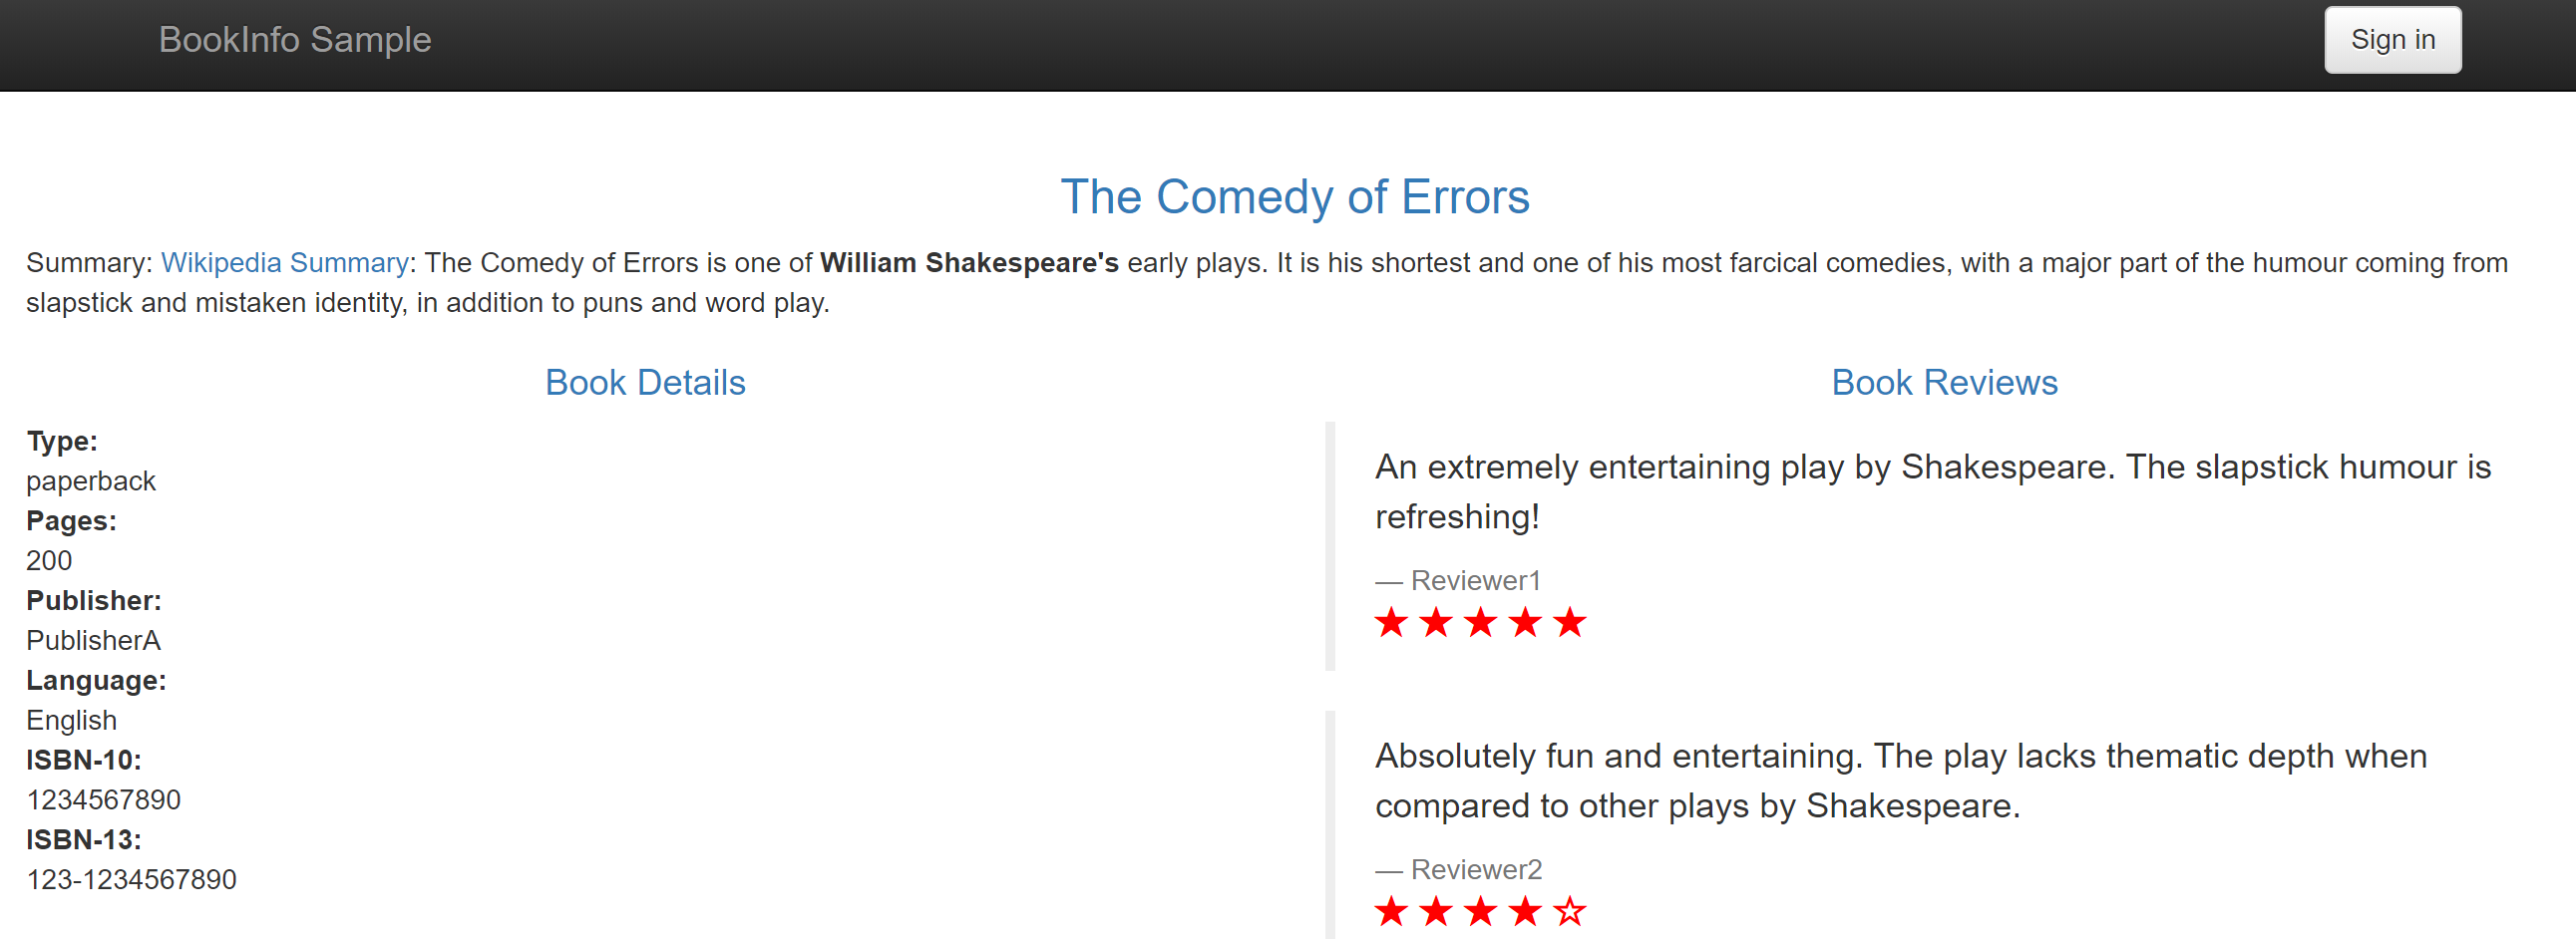 BookInfo Sample
Sign in
The Comedy of Errors
Summary: Wikipedia Summary: The Comedy of Errors is one of William Shakespeare's early plays. It is his shortest and one of his most farcical comedies, with a major part of the humour coming from
slapstick and mistaken identity, in addition to puns and word play.
Book Details
Type:
paperback
Pages:
200
Publisher:
PublisherA
Language:
English
ISBN-10:
1234567890
ISBN-13:
123-1234567890
Book Reviews
An extremely entertaining play by Shakespeare. The slapstick humour is
refreshing!
— Reviewer1
★ ★ ★ ★ ★
Absolutely fun and entertaining. The play lacks thematic depth when
compared to other plays by Shakespeare.
— Reviewer2
★ ★ ★ ★ ☆